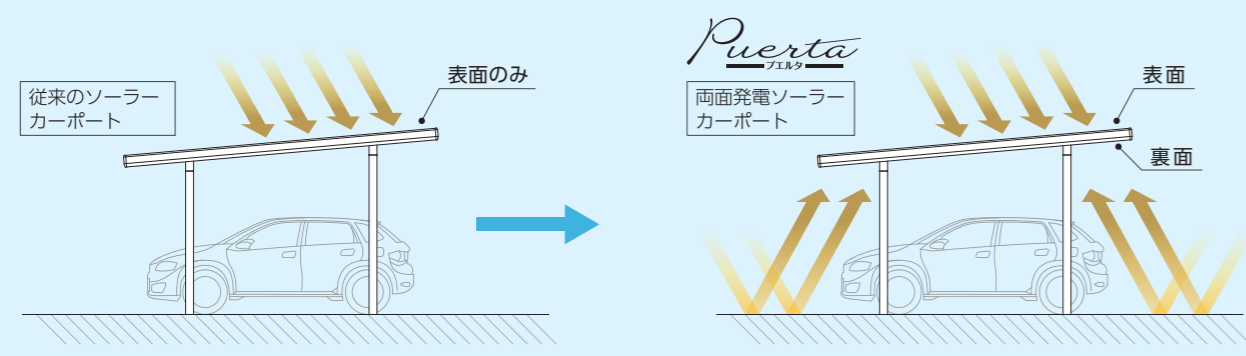 従来のソーラー
カーポート
表面のみ
Puerta
プエルタ
両面発電ソーラー
カーポート
表面
裏面